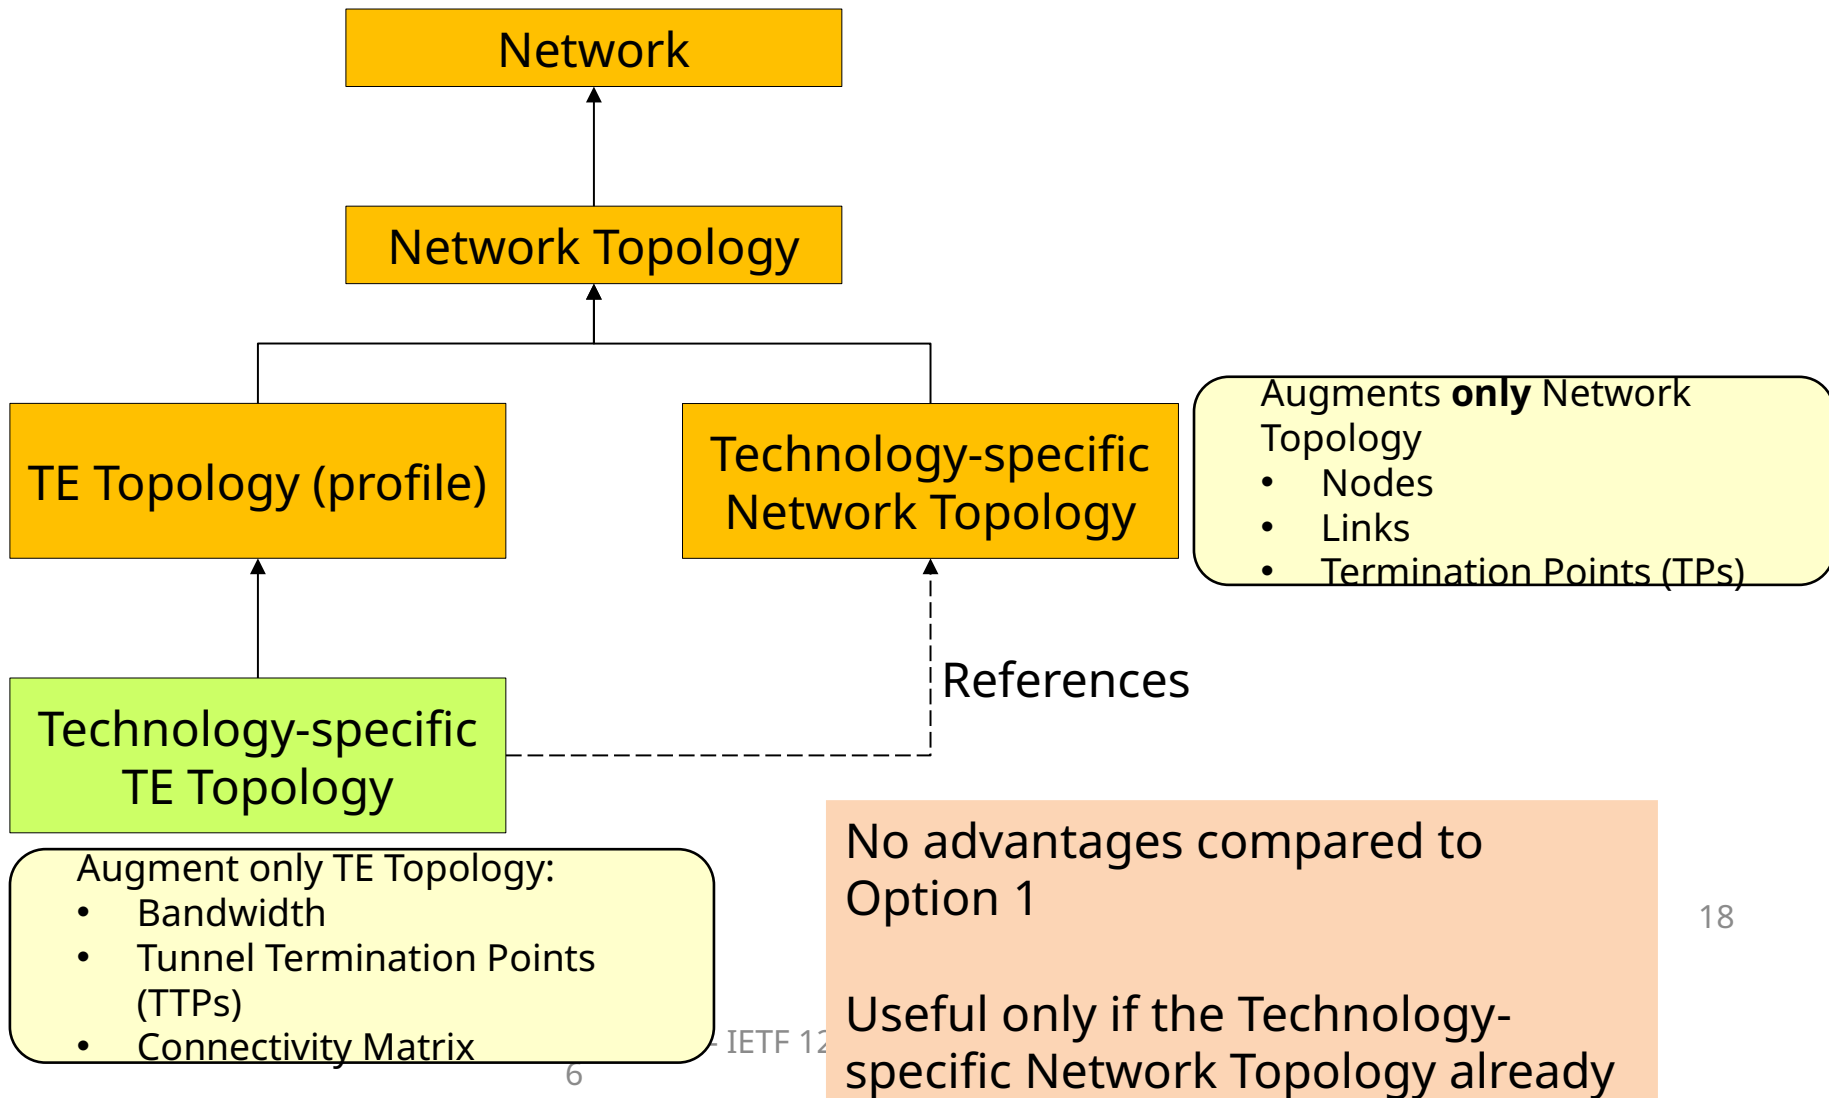 Network
Network Topology
TE Topology (profile)
Technology-specific
Network Topology
Augments only Network
Topology
• Nodes
• Links
• Termination Points (TPs)
References
Technology-specific
TE Topology
Augment only TE Topology:
• Bandwidth
• Tunnel Termination Points
(TTPs)
• Connectivity Matrix
No advantages compared to
Option 1
Useful only if the Technology-
specific Network Topology already
18
- IETF 12
6